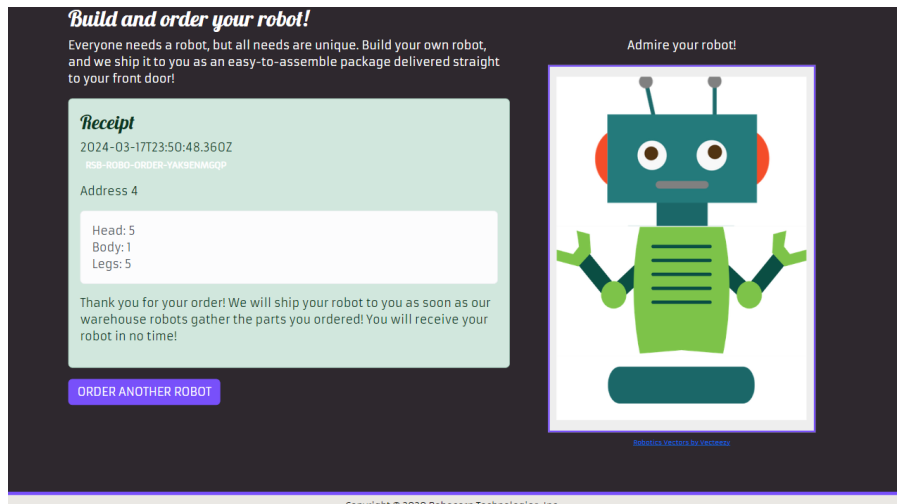 Build and order your robot!
Everyone needs a robot, but all needs are unique. Build your own robot,
and we ship it to you as an easy-to-assemble package delivered straight
to your front door!
Receipt
2024-03-17T23:50:48.360Z
RSB-ROBO-ORDER-YAK9ENMGQP
Address 4
Head: 5
Body: 1
Legs: 5
Thank you for your order! We will ship your robot to you as soon as our
warehouse robots gather the parts you ordered! You will receive your
robot in no time!
ORDER ANOTHER ROBOT
Admire your robot!
Robotics Vectors by Vecteezy